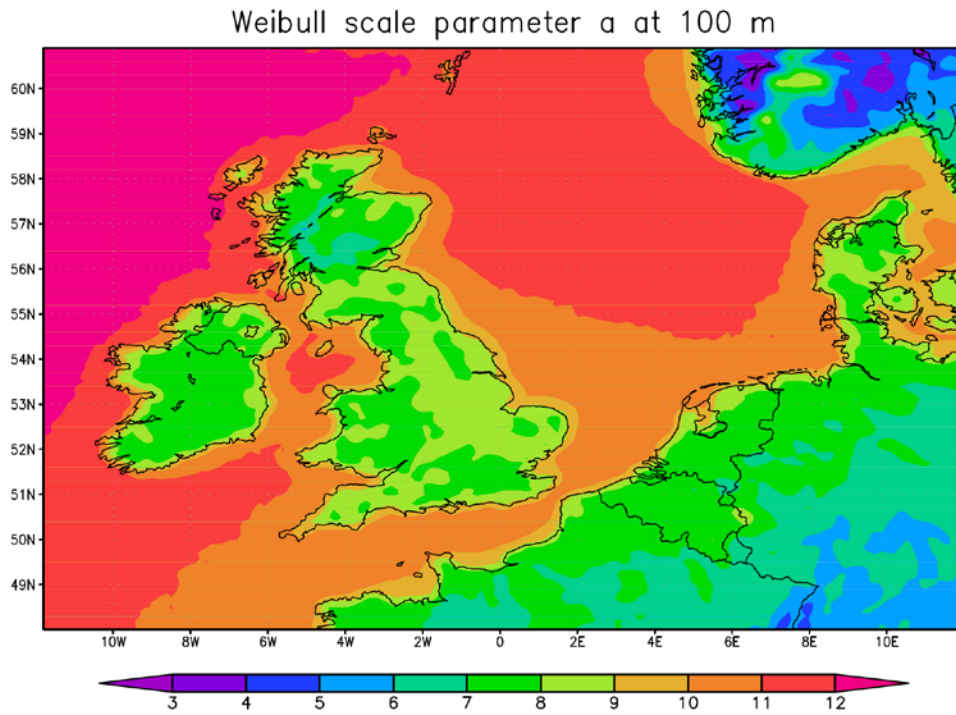 Weibull scale parameter a at 100 m
60N
59N
58N
57N
56N
55N
54N
53N
52N
51N
50N
49N
10W 8W 6W 4W 2W 0 2E 4E 6E 8E 10E
3 4 5 6 7 8 9 10 11 12